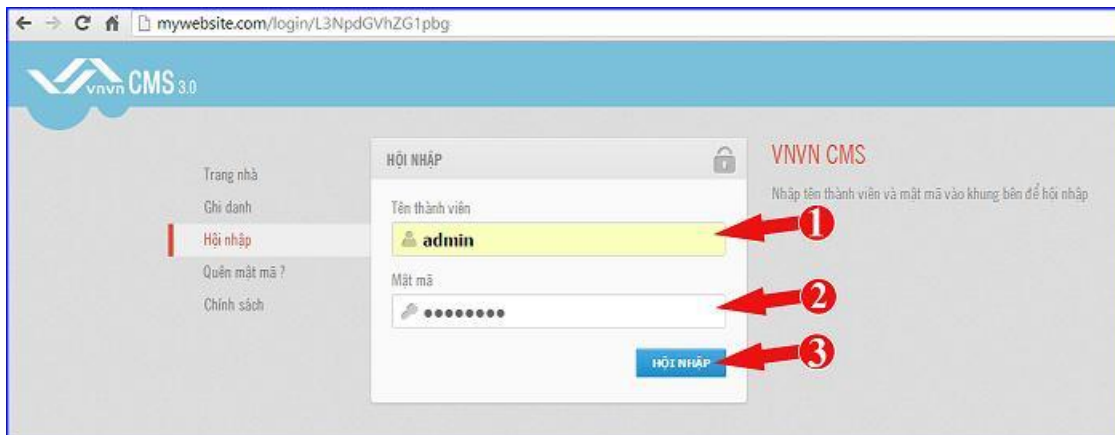 mywebsite.com/login/L3NpdGVhZG1pbg
vnvn CMS 3.0
Trang nhà
Ghi danh
Hội nhập
Quên mật mã ?
Chính sách
HỘI NHẬP
Tên thành viên
admin
Mật mã
HỘI NHẬP
VNVN CMS
Nhập tên thành viên và mật mã vào khung bên để hội nhập
1
2
3